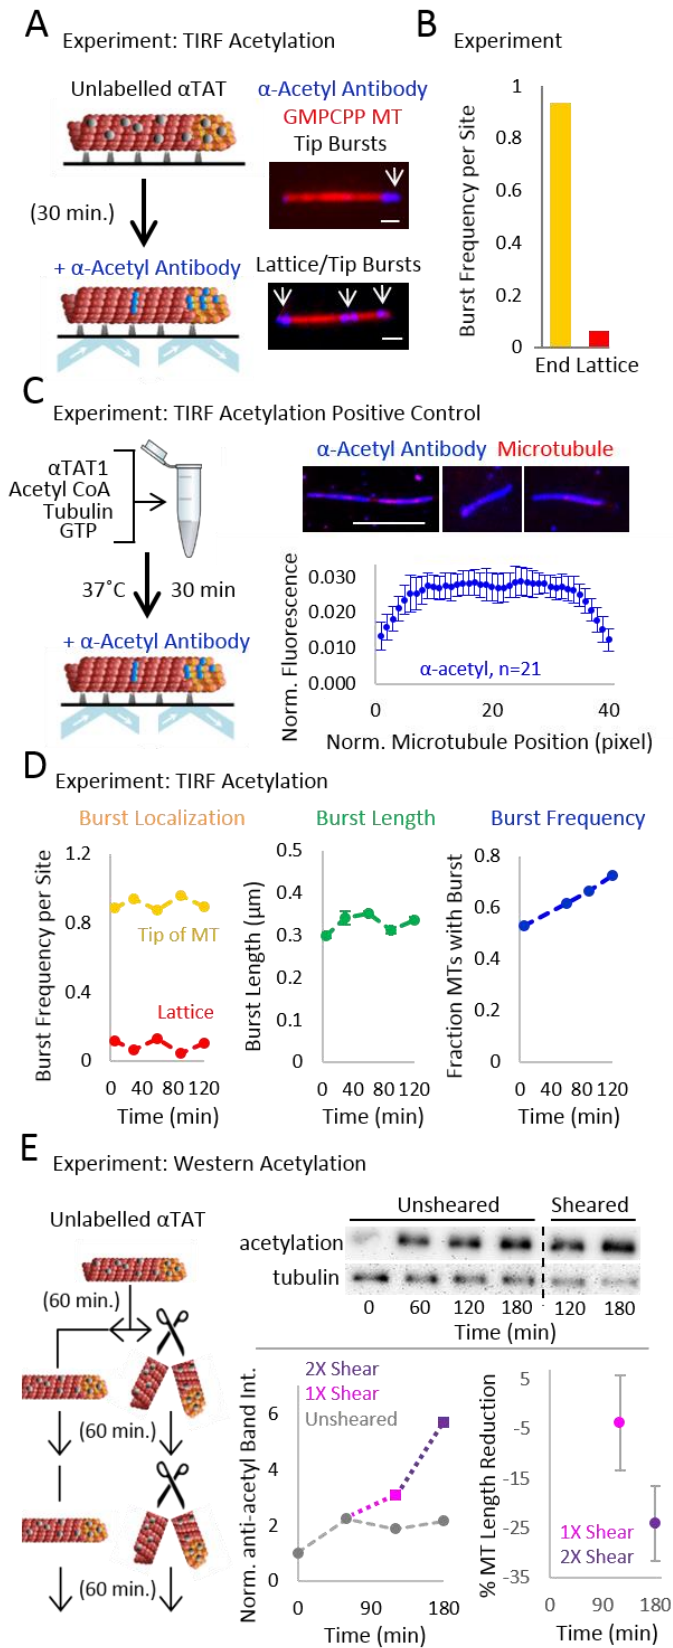 A
Experiment: TIRF Acetylation
Unlabelled αTAT
(30 min.)
+ α-Acetyl Antibody
α-Acetyl Antibody
GMPCPP MT
Tip Bursts
Lattice/Tip Bursts
B
Experiment
Burst Frequency per Site
1
0.8
0.6
0.4
0.2
0
End Lattice
C
Experiment: TIRF Acetylation Positive Control
αTAT1
Acetyl CoA
Tubulin
GTP
37˚C
30 min
+ α-Acetyl Antibody
α-Acetyl Antibody Microtubule
Norm. Fluorescence
0.030
0.020
0.010
0.000
α-acetyl, n=21
0 20 40
Norm. Microtubule Position (pixel)
D
Experiment: TIRF Acetylation
Burst Localization
Burst Frequency per Site
1.2
0.8
0.4
0
Tip of MT
Lattice
0 40 80 120
Time (min)
Burst Length
Burst Length (μm)
0.5
0.4
0.3
0.2
0.1
0
0 40 80 120
Time (min)
Burst Frequency
Fraction MTs with Burst
0.8
0.6
0.4
0.2
0
0 40 80 120
Time (min)
E
Experiment: Western Acetylation
Unlabelled αTAT
(60 min.)
(60 min.)
(60 min.)
Unsheared Sheared
acetylation
tubulin
0 60 120 180 120 180
Time (min)
Norm. anti-acetyl Band Int.
2X Shear
1X Shear
Unsheared
6
4
2
0
0 90 180
Time (min)
% MT Length Reduction
5
-5
-15
-25
-35
1X Shear
2X Shear
0 90 180
Time (min)